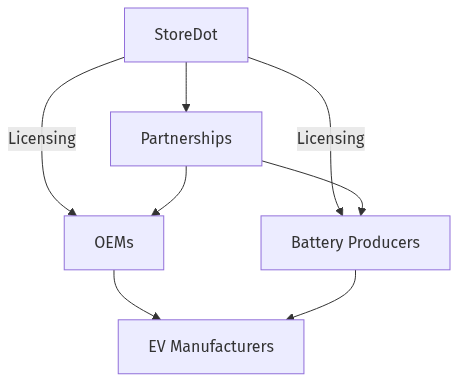 StoreDot
Partnerships
Licensing
Licensing
OEMs
Battery Producers
EV Manufacturers